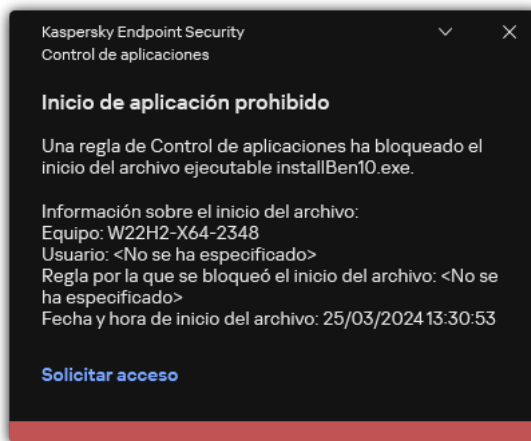 Kaspersky Endpoint Security
Control de aplicaciones
Inicio de aplicación prohibido
Una regla de Control de aplicaciones ha bloqueado el
inicio del archivo ejecutable installBen10.exe.
Información sobre el inicio del archivo:
Equipo: W22H2-X64-2348
Usuario: <No se ha especificado>
Regla por la que se bloqueó el inicio del archivo: <No se
ha especificado>
Fecha y hora de inicio del archivo: 25/03/2024 13:30:53
Solicitar acceso